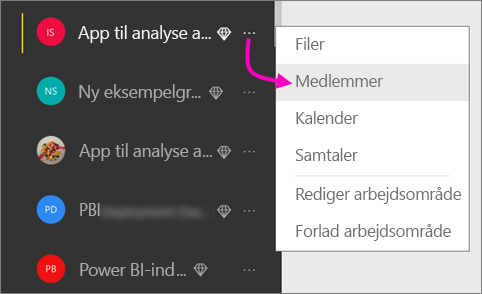 IS App til analyse a... ...
NS Ny eksempelgr...
App til analyse a... ...
PD PBI ...
PB Power BI-ind... ...
Filer
Medlemmer
Kalender
Samtaler
Rediger arbejdsområde
Forlad arbejdsområde